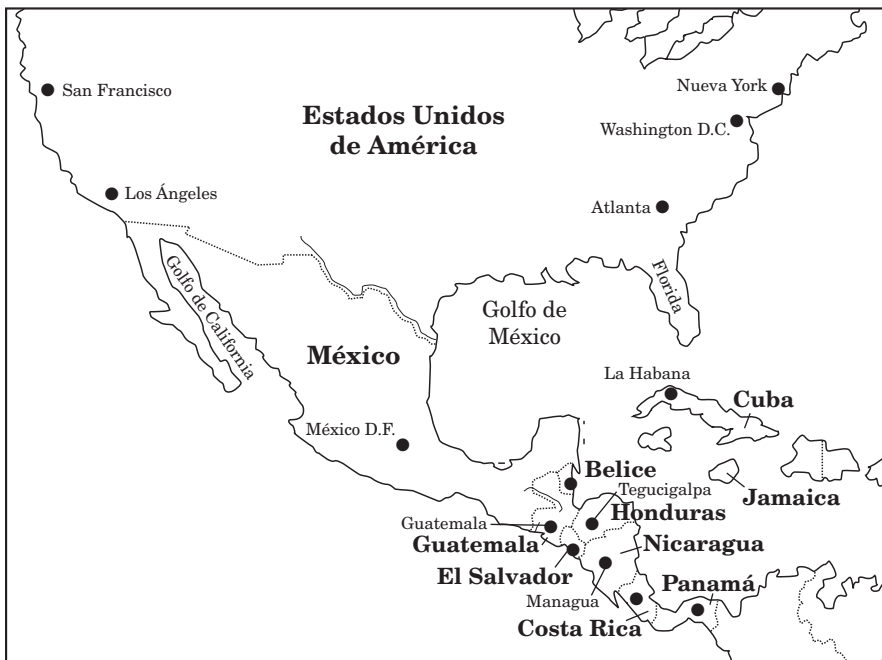 San Francisco
Nueva York
Estados Unidos
de América
Washington D.C.
Los Ángeles
Atlanta
Golfo de California
Florida
Golfo de
México
México
La Habana
Cuba
México D.F.
Belice
Tegucigalpa
Jamaica
Honduras
Guatemala
Guatemala
Nicaragua
El Salvador
Panamá
Managua
Costa Rica